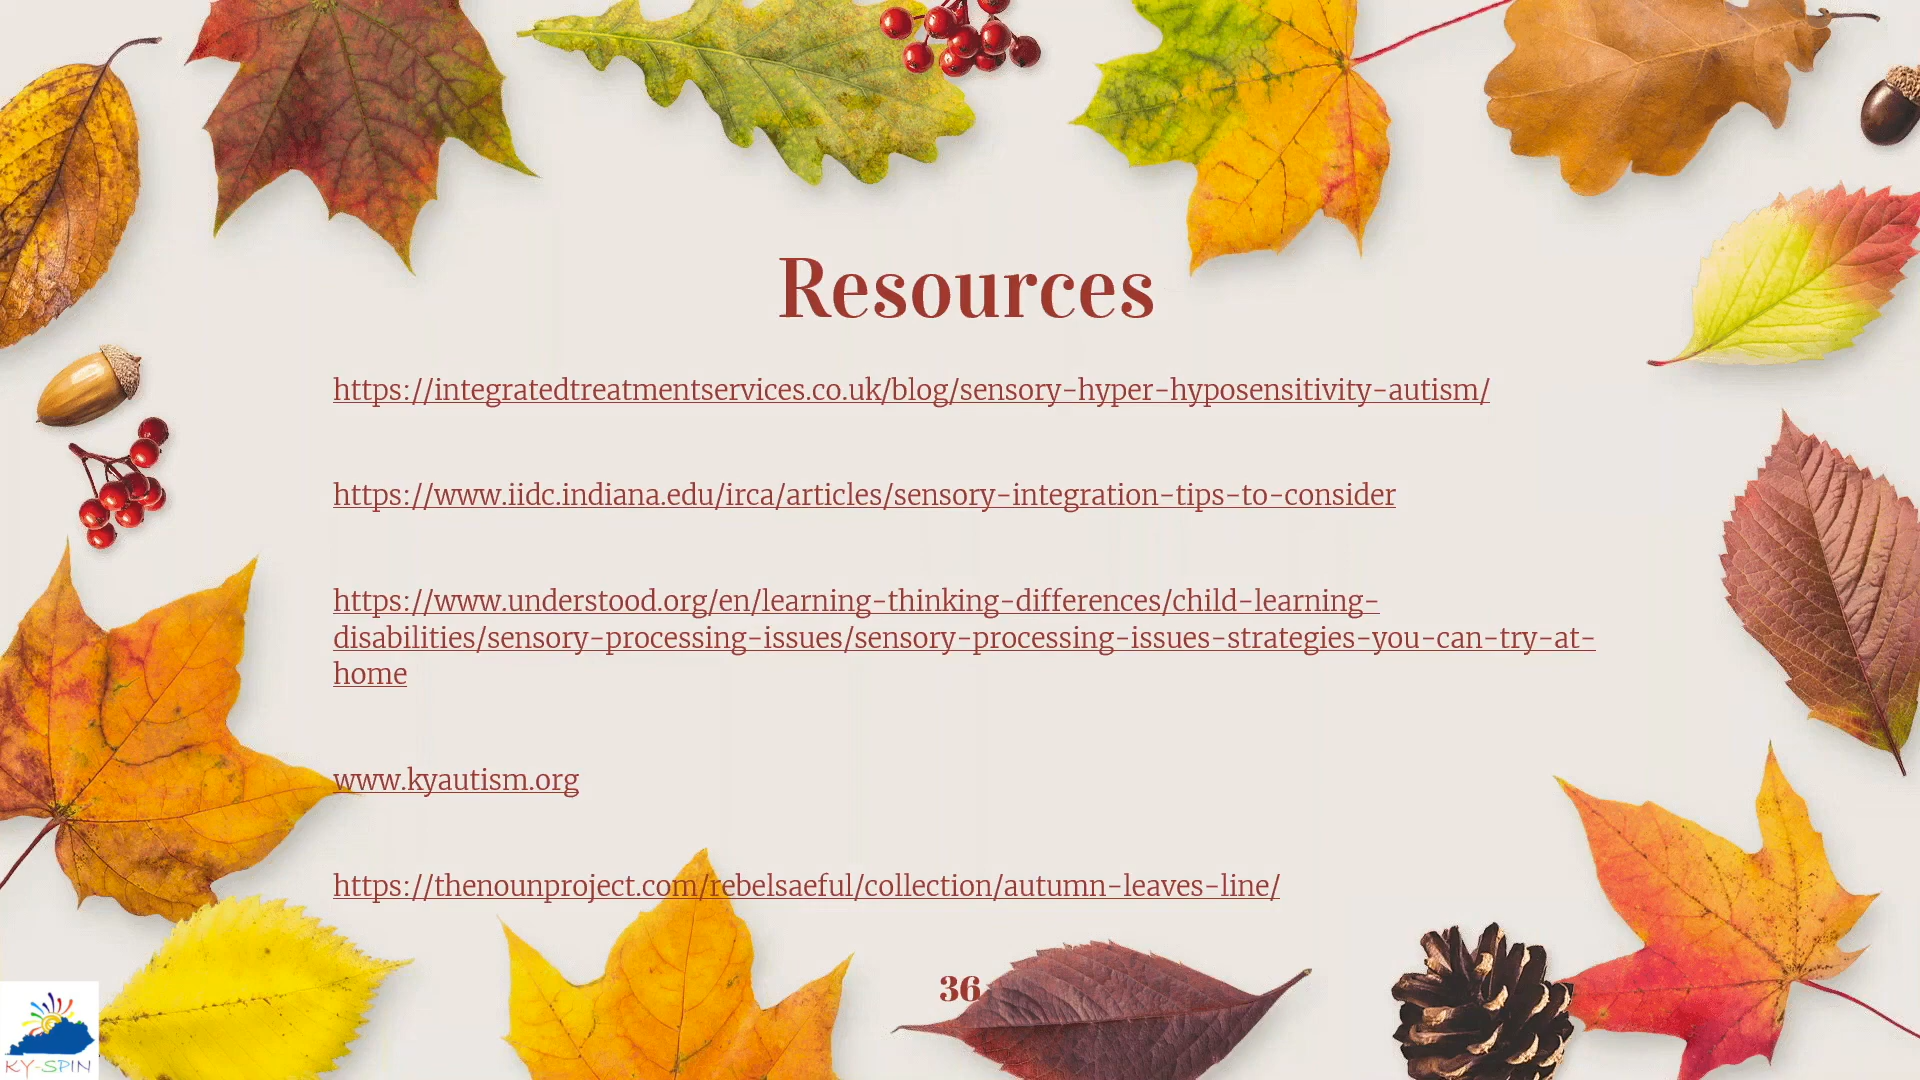 Resources
https://integratedtreatmentservices.co.uk/blog/sensory-hyper-hyposensitivity-autism/
https://www.iidc.indiana.edu/irca/articles/sensory-integration-tips-to-consider
https://www.understood.org/en/learning-thinking-differences/child-learning-
disabilities/sensory-processing-issues/sensory-processing-issues-strategies-you-can-try-at-
home
www.kyautism.org
https://thenounproject.com/rebelsaeful/collection/autumn-leaves-line/
36
KY-SPIN